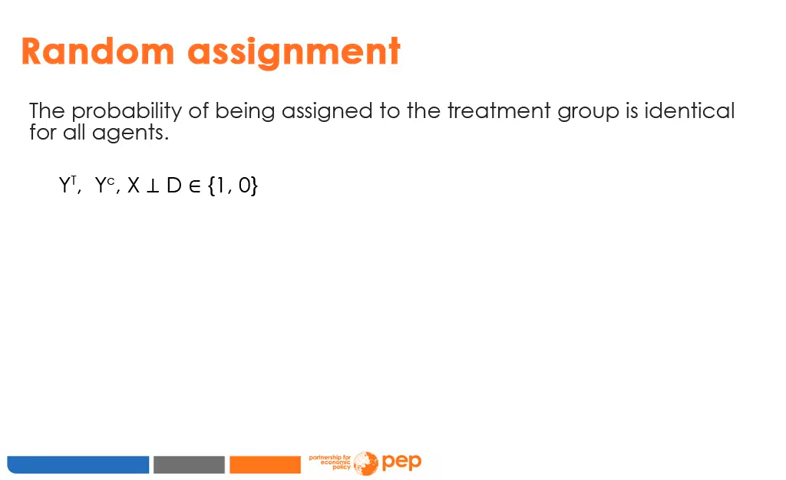 Random assignment
The probability of being assigned to the treatment group is identical
for all agents.
Yᵀ, Yᶜ, X ⊥ D ∈ {1, 0}
partnership for
economic
policy
pep